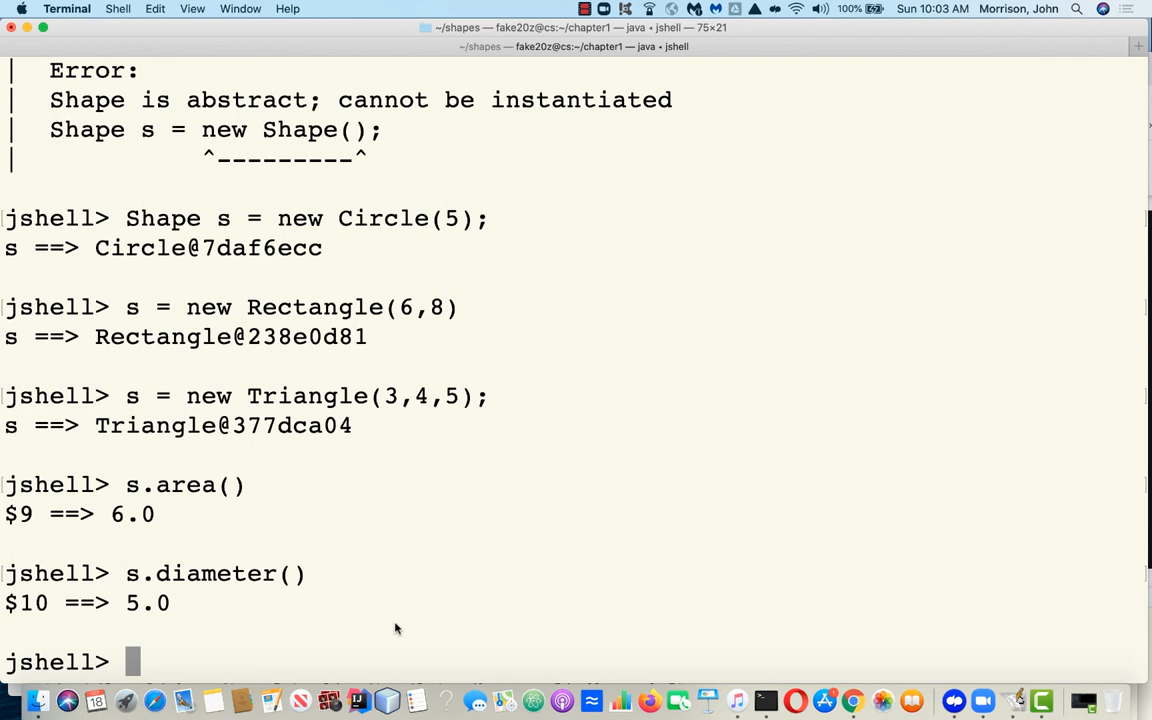 Terminal Shell Edit View Window Help 100% Sun 10:03 AM Morrison, John
~/shapes — fake20z@cs:~/chapter1 — java ◂ jshell — 75×21
~/shapes — fake20z@cs:~/chapter1 — java ◂ jshell
| Error:
| Shape is abstract; cannot be instantiated
| Shape s = new Shape();
| ^---------^
jshell> Shape s = new Circle(5);
s ==> Circle@7daf6ecc
jshell> s = new Rectangle(6,8)
s ==> Rectangle@238e0d81
jshell> s = new Triangle(3,4,5);
s ==> Triangle@377dca04
jshell> s.area()
$9 ==> 6.0
jshell> s.diameter()
$10 ==> 5.0
jshell>
18